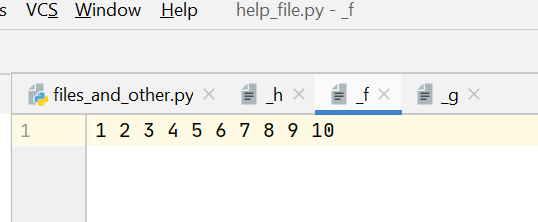 s VCS Window Help help_file.py - _f
files_and_other.py _h _f _g
1 1 2 3 4 5 6 7 8 9 10